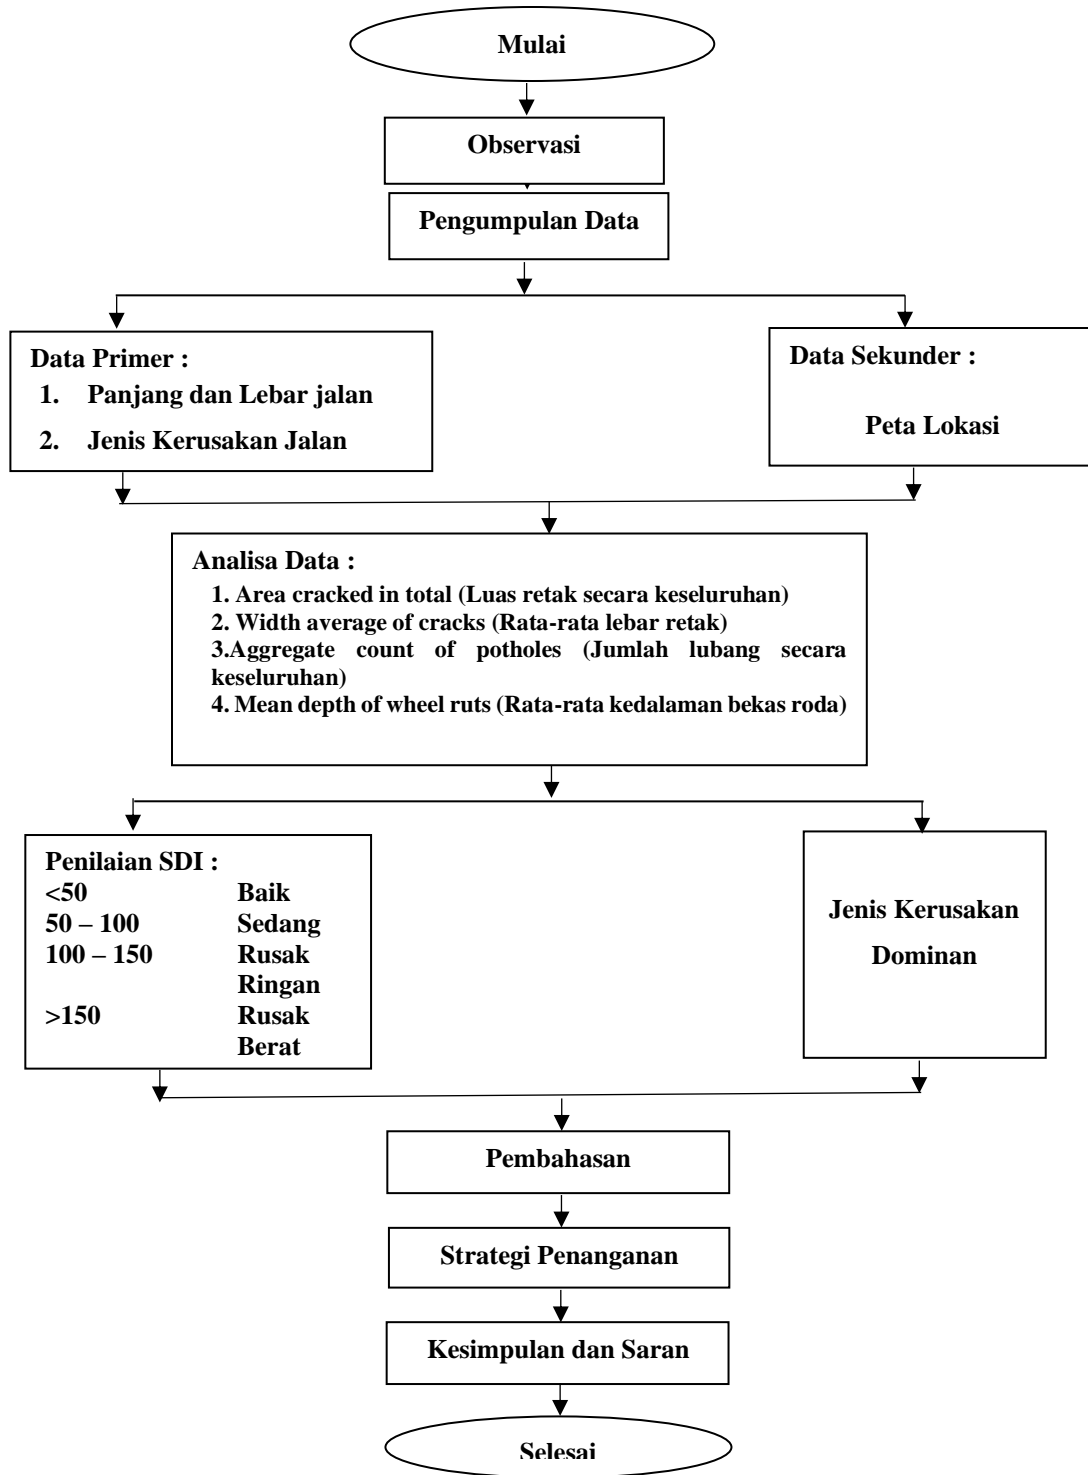 Mulai
Observasi
Pengumpulan Data
Data Primer :
1. Panjang dan Lebar jalan
2. Jenis Kerusakan Jalan
Data Sekunder :
Peta Lokasi
Analisa Data :
1. Area cracked in total (Luas retak secara keseluruhan)
2. Width average of cracks (Rata-rata lebar retak)
3.Aggregate count of potholes (Jumlah lubang secara
keseluruhan)
4. Mean depth of wheel ruts (Rata-rata kedalaman bekas roda)
Penilaian SDI :
<50 Baik
50 – 100 Sedang
100 – 150 Rusak
Ringan
>150 Rusak
Berat
Jenis Kerusakan
Dominan
Pembahasan
Strategi Penanganan
Kesimpulan dan Saran
Selesai